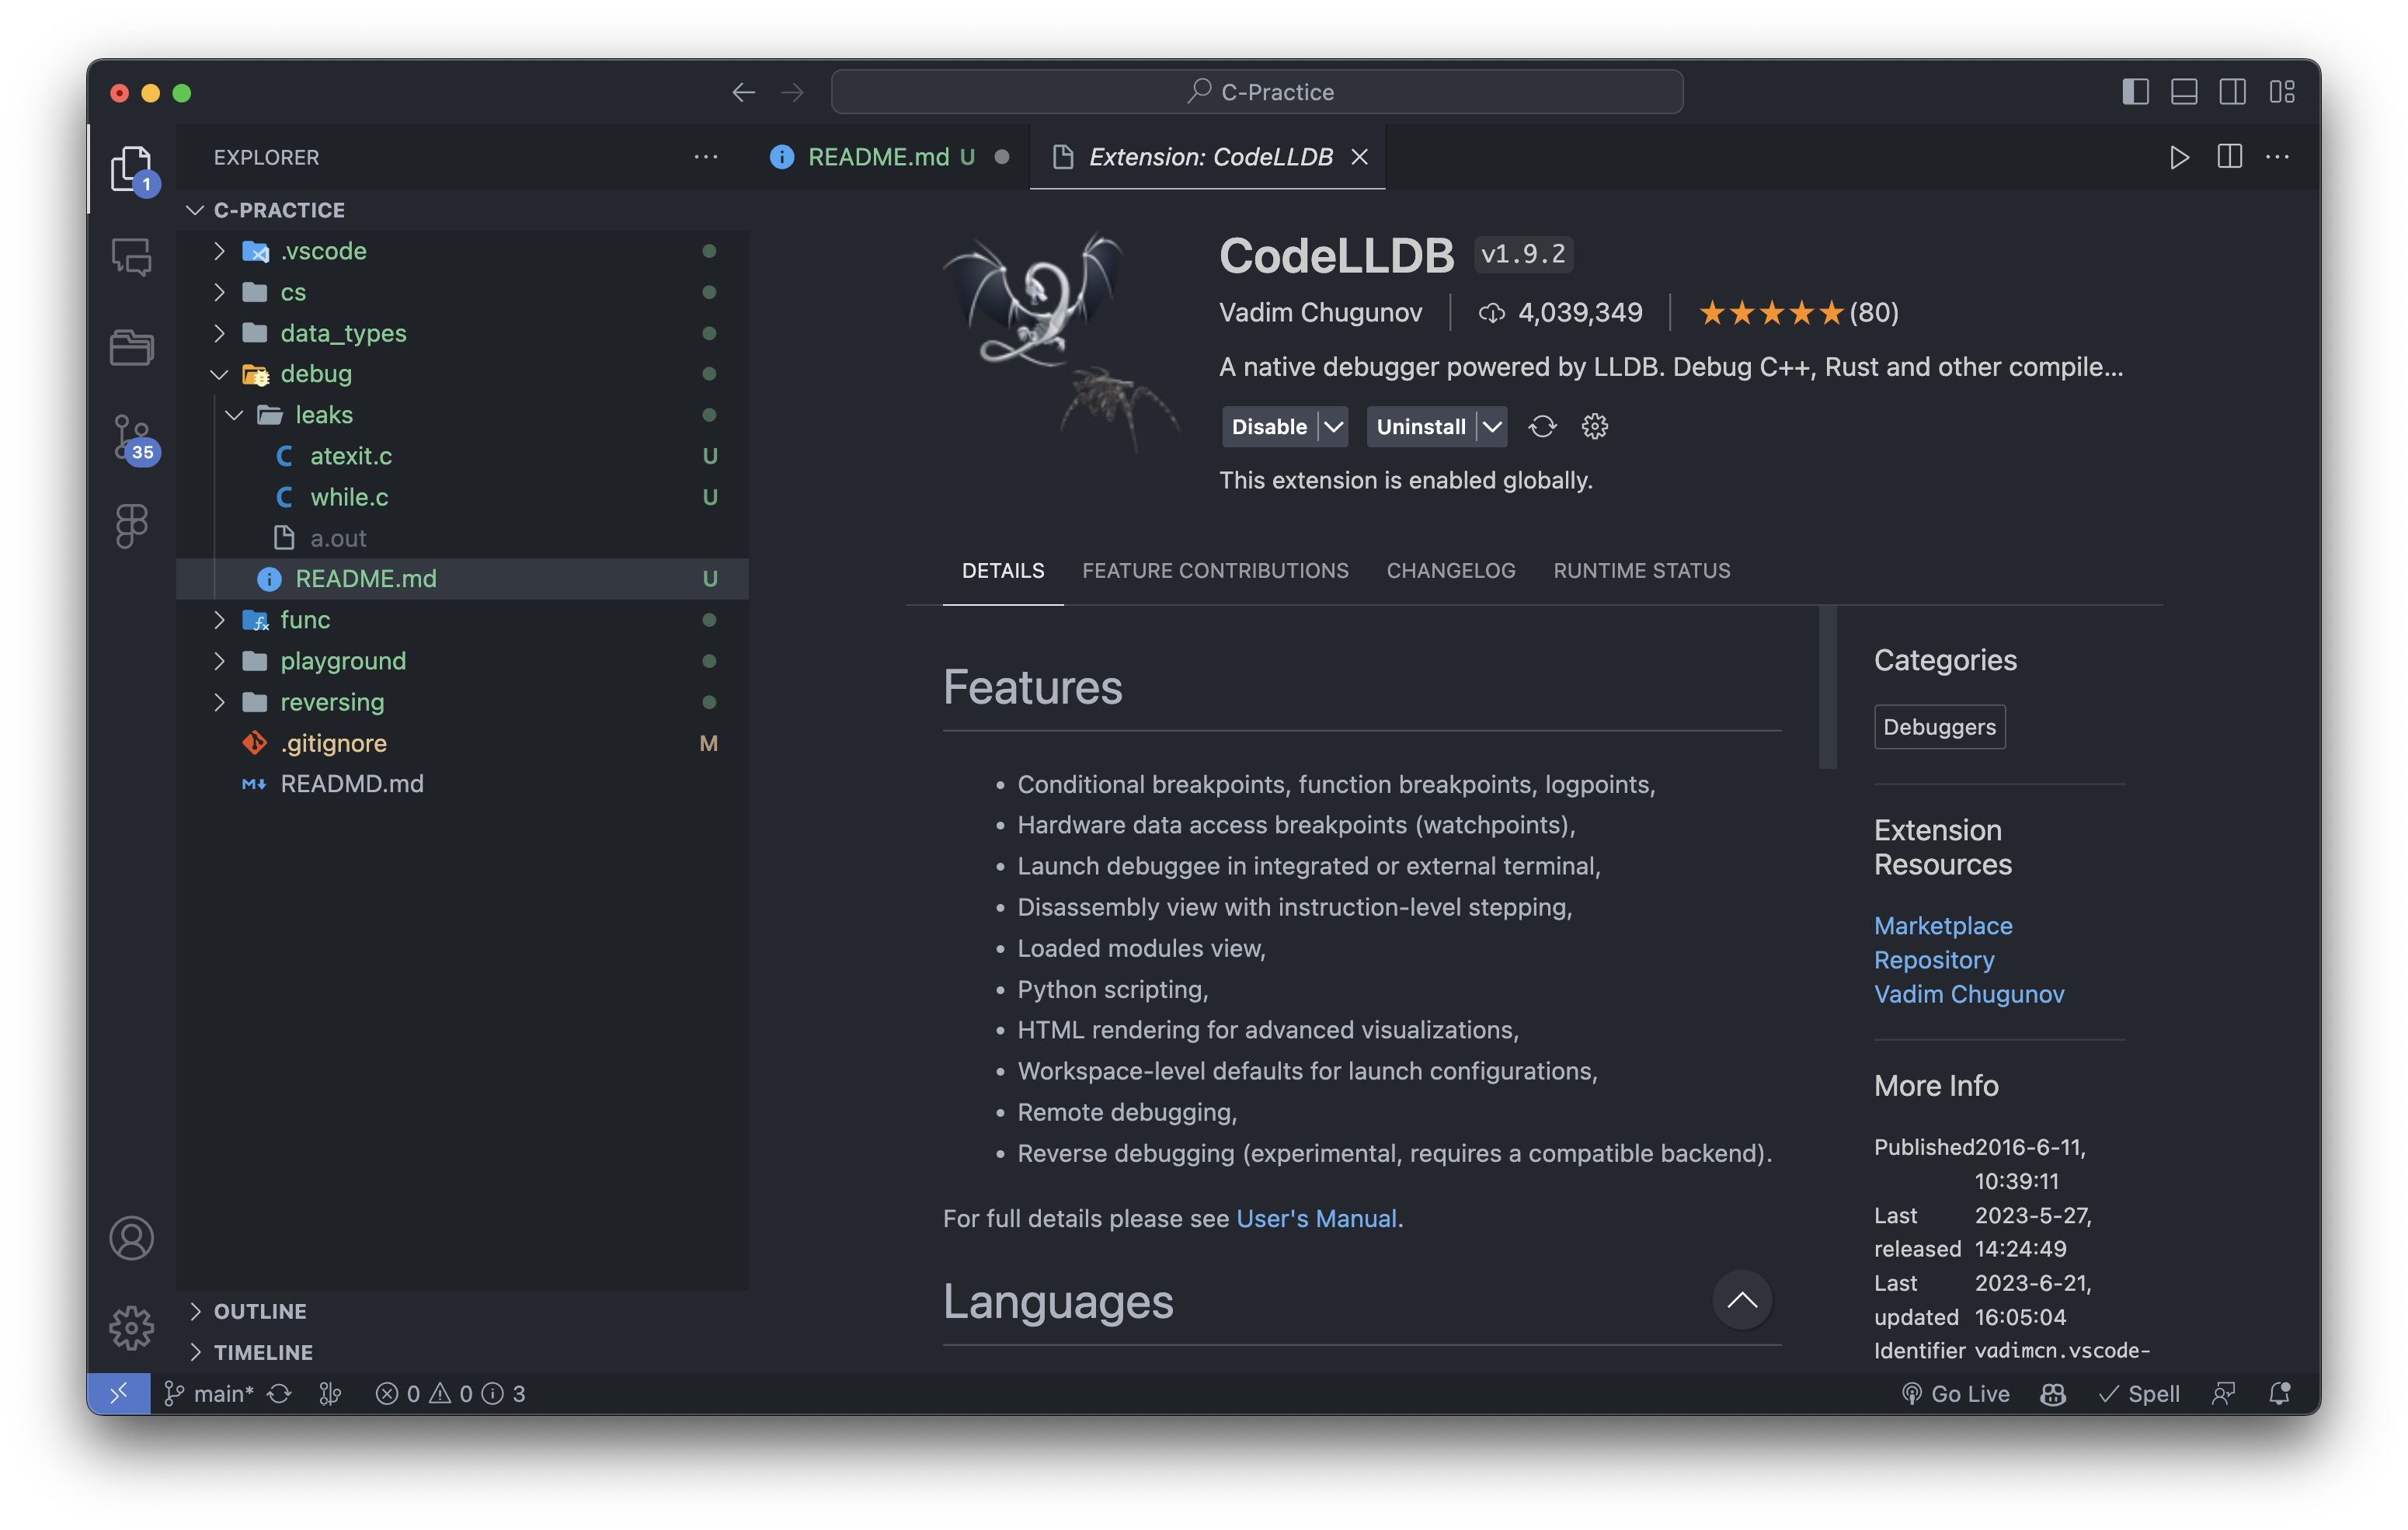 C-Practice
EXPLORER
README.md U
Extension: CodeLLDB
1
35
C-PRACTICE
.vscode
cs
data_types
debug
leaks
atexit.c U
while.c U
a.out
README.md U
func
playground
reversing
.gitignore M
READMD.md
OUTLINE
TIMELINE
CodeLLDB v1.9.2
Vadim Chugunov 4,039,349 (80)
A native debugger powered by LLDB. Debug C++, Rust and other compile...
Disable Uninstall
This extension is enabled globally.
DETAILS FEATURE CONTRIBUTIONS CHANGELOG RUNTIME STATUS
Features
• Conditional breakpoints, function breakpoints, logpoints,
• Hardware data access breakpoints (watchpoints),
• Launch debuggee in integrated or external terminal,
• Disassembly view with instruction-level stepping,
• Loaded modules view,
• Python scripting,
• HTML rendering for advanced visualizations,
• Workspace-level defaults for launch configurations,
• Remote debugging,
• Reverse debugging (experimental, requires a compatible backend).
For full details please see User's Manual.
Languages
Categories
Debuggers
Extension
Resources
Marketplace
Repository
Vadim Chugunov
More Info
Published 2016-6-11,
10:39:11
Last 2023-5-27,
released 14:24:49
Last 2023-6-21,
updated 16:05:04
Identifier vadimcn.vscode-
main* 0 0 3
Go Live Spell